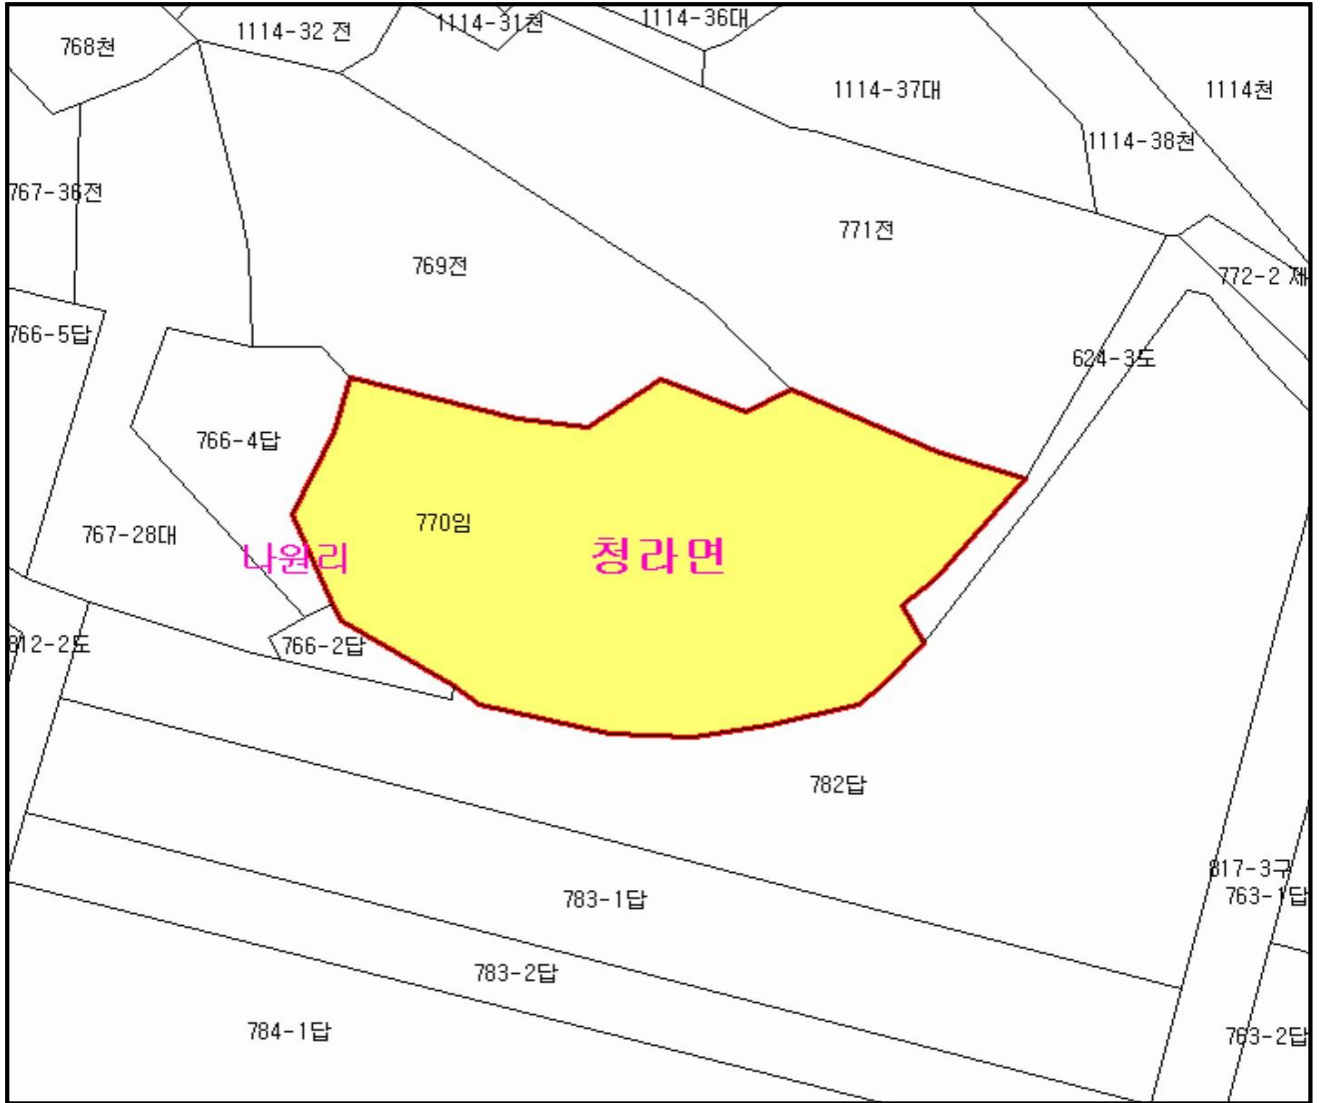 1114-36대
1114-31천
1114-32 전
768천
1114-37대
1114천
1114-38천
767-36전
771전
769전
772-2 제
766-5답
624-3도
766-4답
770임
767-28대
청라면
나원리
812-2도
766-2답
782답
817-3구
763-1답
783-1답
783-2답
784-1답
763-2답